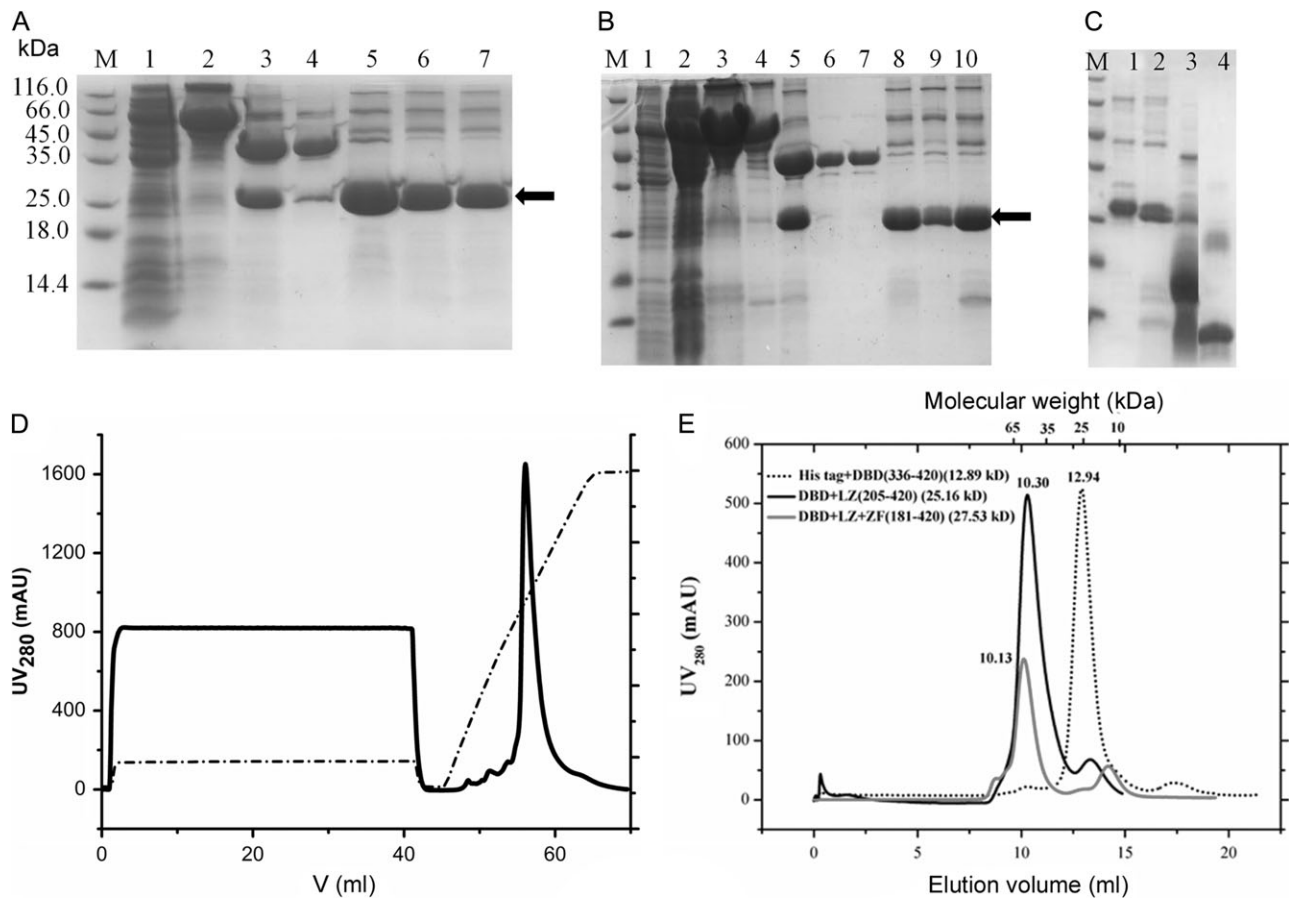 A
kDa
M 1 2 3 4 5 6 7
116.0
66.0
45.0
35.0
25.0
18.0
14.4
B
M 1 2 3 4 5 6 7 8 9 10
C
M 1 2 3 4
D
UV280 (mAU)
1600
1200
800
400
0
0 20 40 60
V (ml)
E
Molecular weight (kDa)
65 35 25 10
UV280 (mAU)
600
500
400
300
200
100
50
0
His tag+DBD(336-420)(12.89 kD)
DBD+LZ(205-420) (25.16 kD)
DBD+LZ+ZF(181-420) (27.53 kD)
10.30
12.94
10.13
0 5 10 15 20
Elution volume (ml)